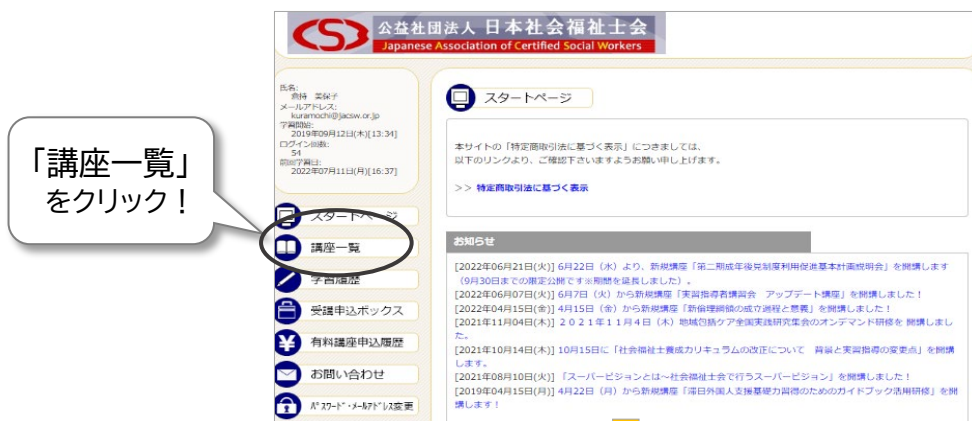 公益社団法人 日本社会福祉士会
Japanese Association of Certified Social Workers
氏名:
倉持 美保子
メールアドレス:
kuramochi@jacsw.or.jp
学習開始:
2019年09月12日(木)[13:34]
ログイン回数:
54
前回学習日:
2022年07月11日(月)[16:37]
「講座一覧」
をクリック！
スタートページ
講座一覧
学習履歴
受講申込ボックス
有料講座申込履歴
お問い合わせ
パスワード・メールアドレス変更
スタートページ
本サイトの「特定商取引法に基づく表示」につきましては、
以下のリンクより、ご確認下さいますようお願い申し上げます。
>> 特定商取引法に基づく表示
お知らせ
[2022年06月21日(火)] 6月22日（水）より、新規講座「第二期成年後見制度利用促進基本計画説明会」を開講します
（9月30日までの限定公開です※期間を延長しました）。
[2022年06月07日(火)] 6月7日（火）から新規講座「実習指導者講習会　アップデート講座」を開講しました！
[2022年04月15日(金)] 4月15日（金）から新規講座「新倫理綱領の成立過程と意義」を開講しました！
[2021年11月04日(木)] ２０２１年１１月４日（木）地域包括ケア全国実践研究集会のオンデマンド研修を 開講しまし
た。
[2021年10月14日(木)] 10月15日に「社会福祉士養成カリキュラムの改正について　背景と実習指導の変更点」を開講
します。
[2021年08月10日(火)] 「スーパービジョンとは～社会福祉士会で行うスーパービジョン」を開講しました！
[2019年04月15日(月)] 4月22日（月）から新規講座「滞日外国人支援基礎力習得のためのガイドブック活用研修」を開
講します！